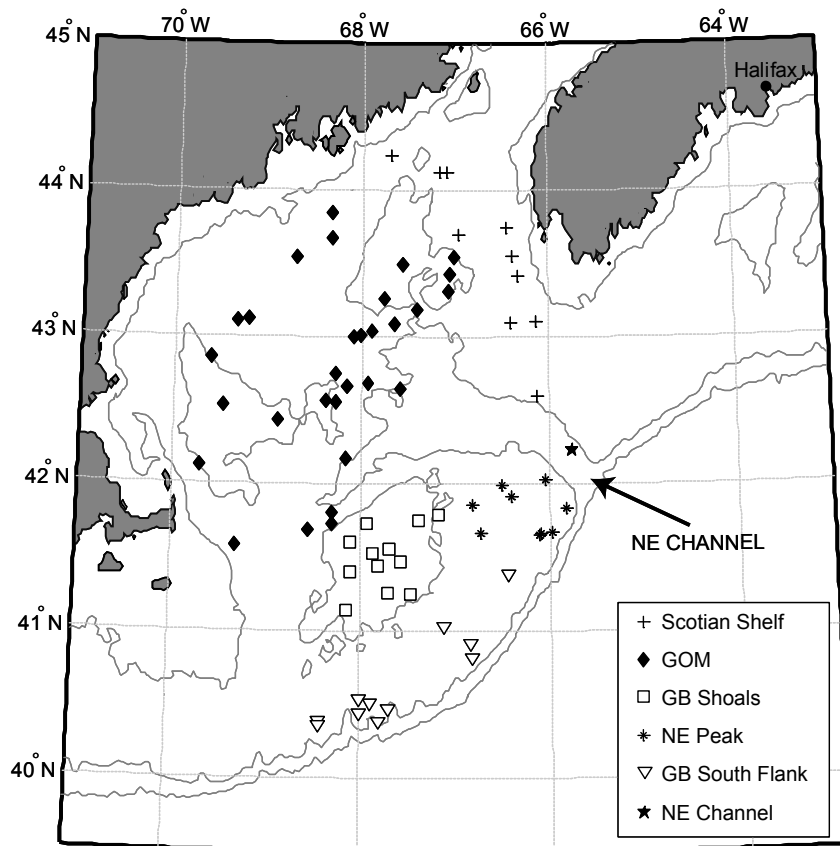 70°W 68°W 66°W 64°W
45°N
Halifax
44°N
43°N
42°N
NE CHANNEL
41°N
Scotian Shelf
GOM
GB Shoals
NE Peak
40°N
GB South Flank
NE Channel